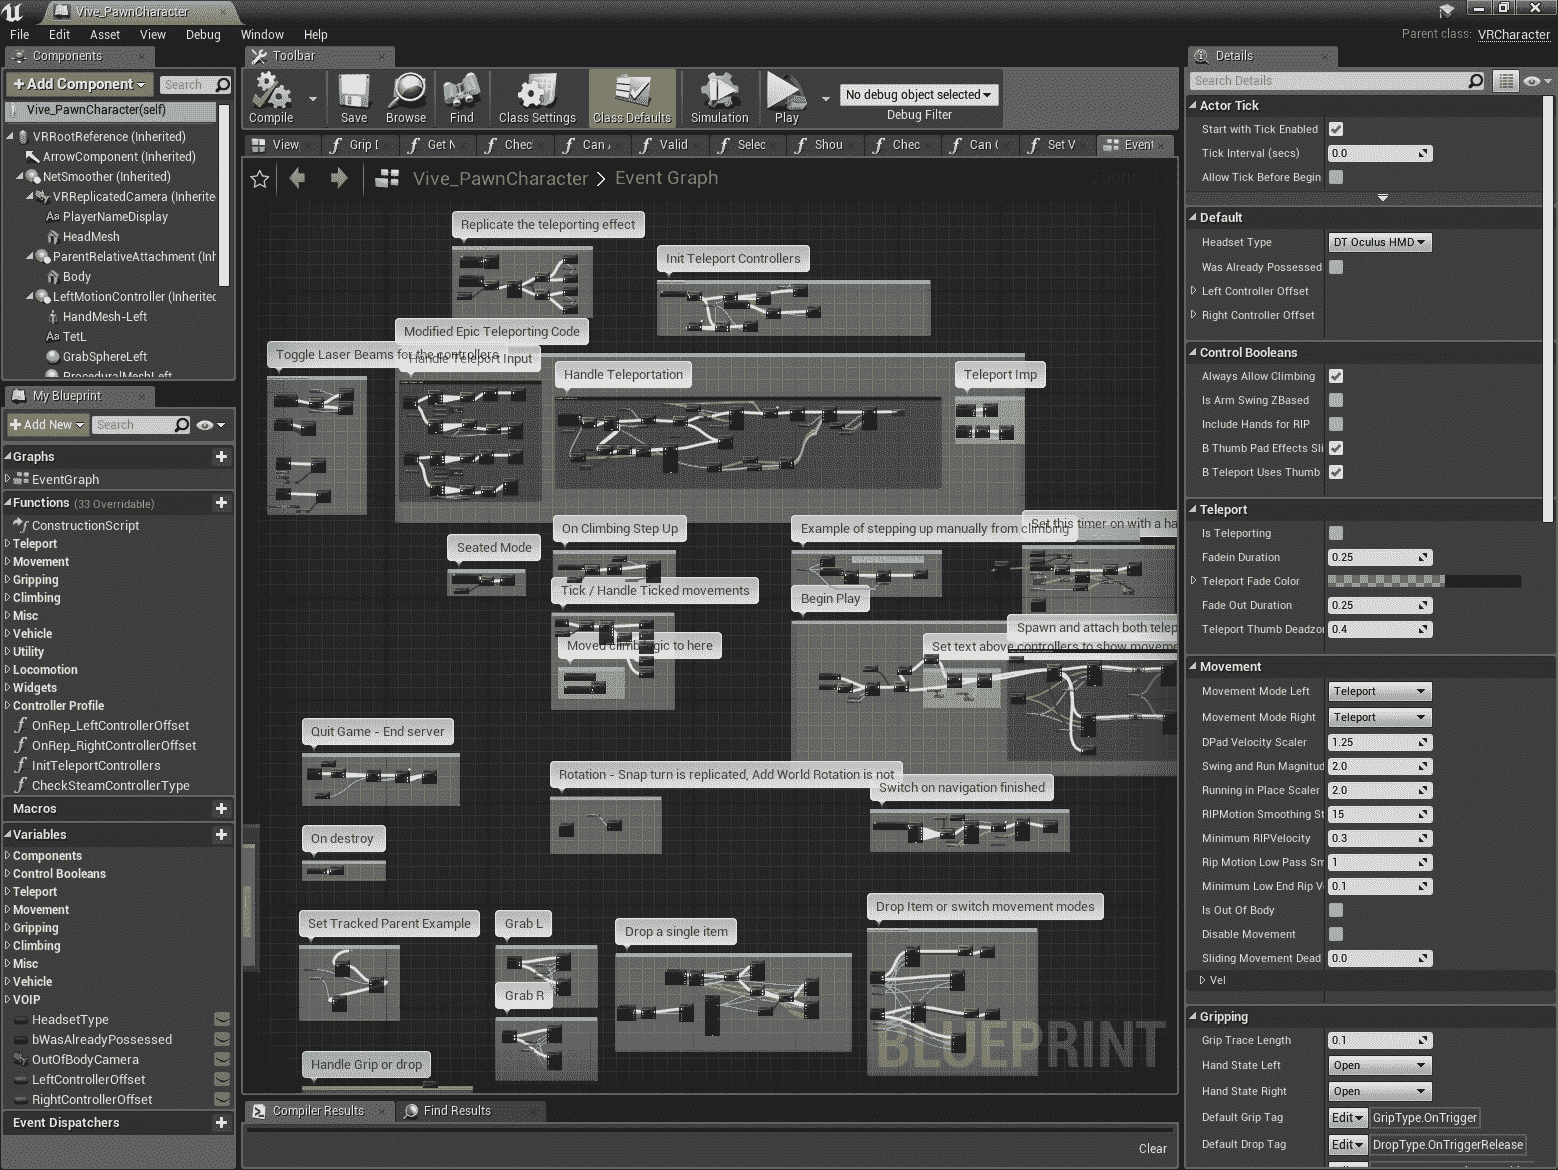 Vive_PawnCharacter
File Edit Asset View Debug Window Help
Parent class: VRCharacter
Components
+Add Component
Search
Vive_PawnCharacter(self)
VRRootReference (Inherited)
ArrowComponent (Inherited)
NetSmoother (Inherited)
VRReplicatedCamera (Inherite
PlayerNameDisplay
HeadMesh
ParentRelativeAttachment (Inh
Body
LeftMotionController (Inherited
HandMesh-Left
TetL
GrabSphereLeft
ProceduralMeshLeft
My Blueprint
+Add New
Search
Graphs
EventGraph
Functions (33 Overridable)
ConstructionScript
Teleport
Movement
Gripping
Climbing
Misc
Vehicle
Utility
Locomotion
Widgets
Controller Profile
OnRep_LeftControllerOffset
OnRep_RightControllerOffset
InitTeleportControllers
CheckSteamControllerType
Macros
Variables
Components
Control Booleans
Teleport
Movement
Gripping
Climbing
Misc
Vehicle
VOIP
HeadsetType
bWasAlreadyPossessed
OutOfBodyCamera
LeftControllerOffset
RightControllerOffset
Event Dispatchers
Toolbar
Compile
Save
Browse
Find
Class Settings
Class Defaults
Simulation
Play
No debug object selected
Debug Filter
View
Grip D
Get N
Chec
Can A
Valid
Selec
Shou
Chec
Can C
Set V
Event
Vive_PawnCharacter > Event Graph
Zoom
Replicate the teleporting effect
Init Teleport Controllers
Modified Epic Teleporting Code
Toggle Laser Beams for the controllers
Handle Teleport Input
Handle Teleportation
Teleport Imp
On Climbing Step Up
Example of stepping up manually from climbing
Set this timer on with a ha
Seated Mode
Tick / Handle Ticked movements
Begin Play
Spawn and attach both telep
Moved climb logic to here
Set text above controllers to show moveme
Quit Game - End server
Rotation - Snap turn is replicated, Add World Rotation is not
Switch on navigation finished
On destroy
Set Tracked Parent Example
Grab L
Drop a single item
Drop Item or switch movement modes
Grab R
Handle Grip or drop
BLUEPRINT
Compiler Results
Find Results
Clear
Details
Search Details
Actor Tick
Start with Tick Enabled
Tick Interval (secs) 0.0
Allow Tick Before Begin
Default
Headset Type DT Oculus HMD
Was Already Possessed
Left Controller Offset
Right Controller Offset
Control Booleans
Always Allow Climbing
Is Arm Swing ZBased
Include Hands for RIP
B Thumb Pad Effects Sli
B Teleport Uses Thumb
Teleport
Is Teleporting
Fadein Duration 0.25
Teleport Fade Color
Fade Out Duration 0.25
Teleport Thumb Deadzo 0.4
Movement
Movement Mode Left Teleport
Movement Mode Right Teleport
DPad Velocity Scaler 1.25
Swing and Run Magnitud 2.0
Running in Place Scaler 2.0
RIPMotion Smoothing St 15
Minimum RIPVelocity 0.3
Rip Motion Low Pass Sm 1
Minimum Low End Rip V 0.1
Is Out Of Body
Disable Movement
Sliding Movement Dead 0.0
Vel
Gripping
Grip Trace Length 0.1
Hand State Left Open
Hand State Right Open
Default Grip Tag Edit GripType.OnTrigger
Default Drop Tag Edit DropType.OnTriggerRelease